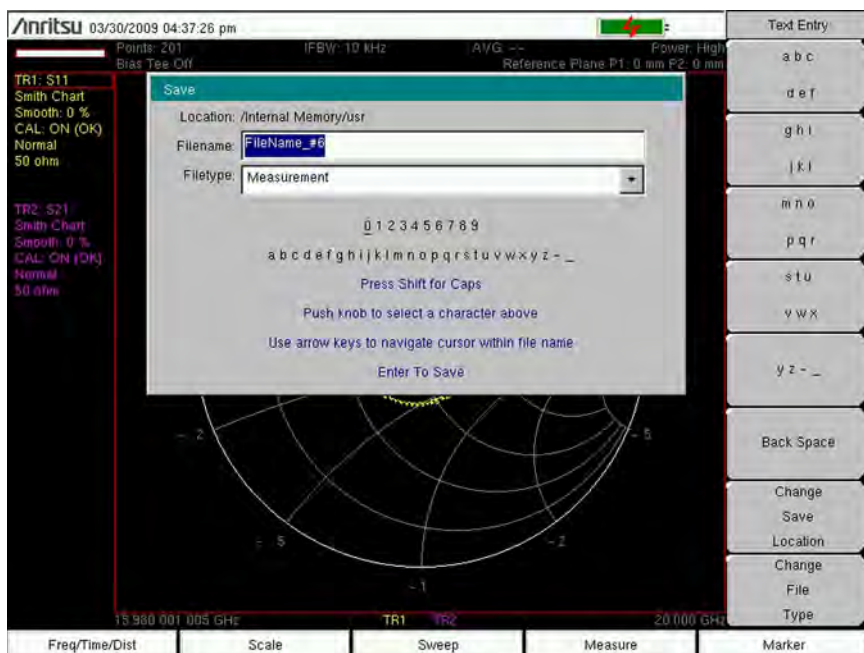 Anritsu 03/30/2009 04:37:26 pm
Points: 201 IFBW: 10 kHz AVG: -- Power: High
Bias Tee Off Reference Plane P1: 0 mm P2: 0 mm
TR1: S11
Smith Chart
Smooth: 0 %
CAL: ON (OK)
Normal
50 ohm
TR2: S21
Smith Chart
Smooth: 0 %
CAL: ON (OK)
Normal
50 ohm
Save
Location: /Internal Memory/usr
Filename: FileName_#6
Filetype: Measurement
0 1 2 3 4 5 6 7 8 9
a b c d e f g h i j k l m n o p q r s t u v w x y z - _
Press Shift for Caps
Push knob to select a character above
Use arrow keys to navigate cursor within file name
Enter To Save
-.2
-5
-.5
-2
-1
15.980 001 005 GHz TR1 TR2 20.000 GHz
Text Entry
a b c
d e f
g h i
j k l
m n o
p q r
s t u
v w x
y z - _
Back Space
Change
Save
Location
Change
File
Type
Freq/Time/Dist Scale Sweep Measure Marker